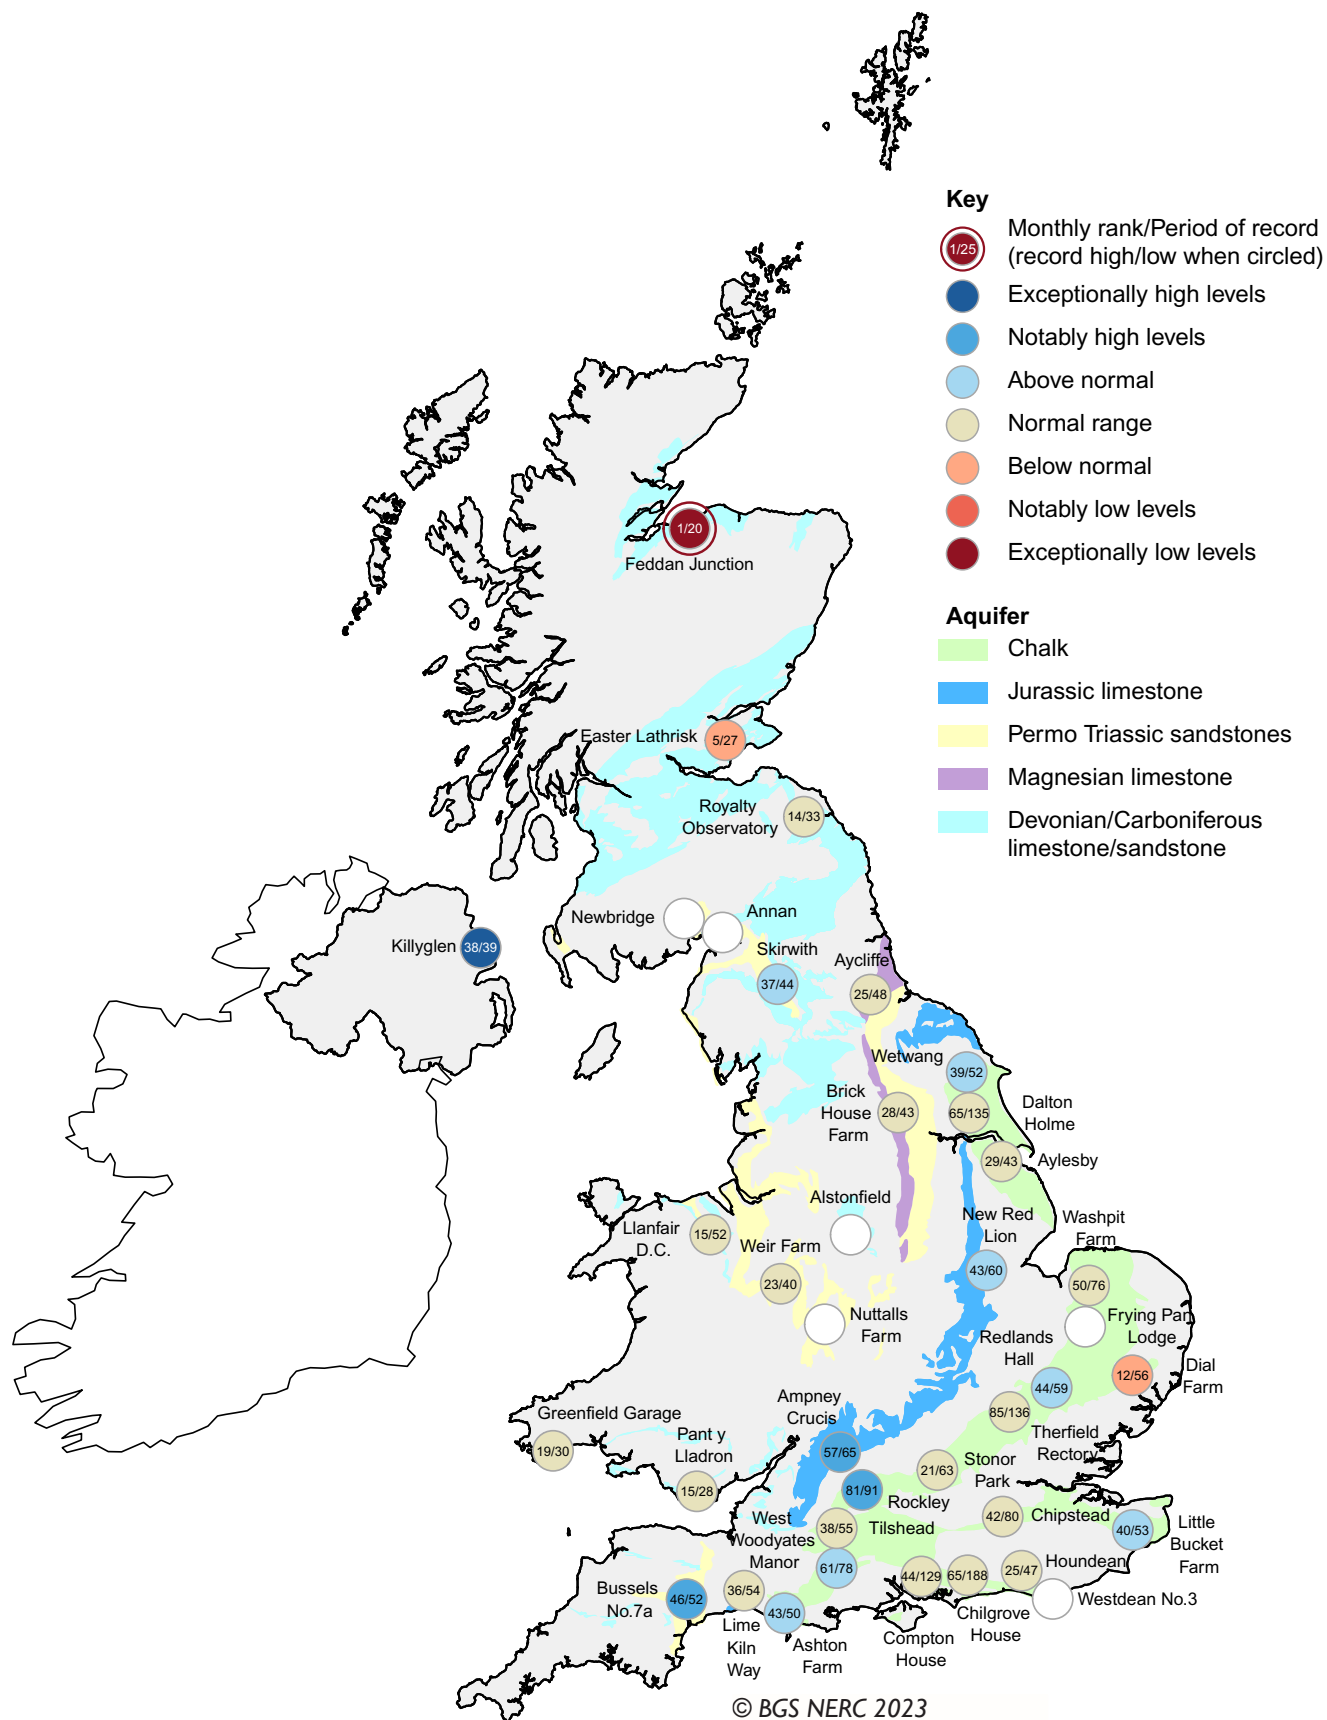 Key
1/25
Monthly rank/Period of record
(record high/low when circled)
Exceptionally high levels
Notably high levels
Above normal
Normal range
Below normal
Notably low levels
Exceptionally low levels
Aquifer
Chalk
Jurassic limestone
Permo Triassic sandstones
Magnesian limestone
Devonian/Carboniferous
limestone/sandstone
1/20
Feddan Junction
Easter Lathrisk
5/27
Royalty
Observatory
14/33
Newbridge
Annan
Killyglen
38/39
Skirwith
37/44
Aycliffe
25/48
Wetwang
39/52
Brick
House
Farm
28/43
65/135
Dalton
Holme
29/43
Aylesby
Alstonfield
Llanfair
D.C.
15/52
Weir Farm
23/40
New Red
Lion
43/60
Washpit
Farm
50/76
Nuttalls
Farm
Frying Pan
Lodge
Redlands
Hall
44/59
12/56
Dial
Farm
Ampney
Crucis
57/65
85/136
Therfield
Rectory
Greenfield Garage
19/30
Pant y
Lladron
15/28
21/63
Stonor
Park
81/91
Rockley
West
Woodyates
Manor
38/55
Tilshead
42/80
Chipstead
40/53
Little
Bucket
Farm
61/78
44/129
65/188
25/47
Houndean
Westdean No.3
Bussels
No.7a
46/52
36/54
Lime
Kiln
Way
43/50
Ashton
Farm
Compton
House
Chilgrove
House
© BGS NERC 2023